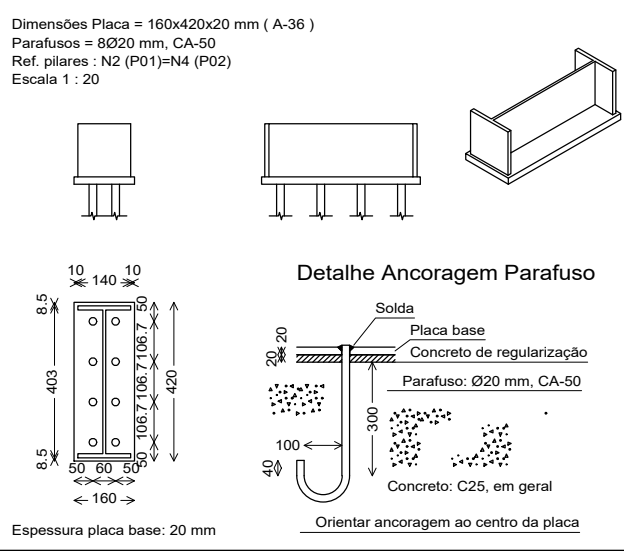 Dimensões Placa = 160x420x20 mm ( A-36 )
Parafusos = 8Ø20 mm, CA-50
Ref. pilares : N2 (P01)=N4 (P02)
Escala 1 : 20
10
140
10
8.5
403
8.5
50
106.7
106.7
106.7
50
420
50
60
50
160
Espessura placa base: 20 mm
Detalhe Ancoragem Parafuso
Solda
Placa base
Concreto de regularização
Parafuso: Ø20 mm, CA-50
20
20
300
100
40
Concreto: C25, em geral
Orientar ancoragem ao centro da placa